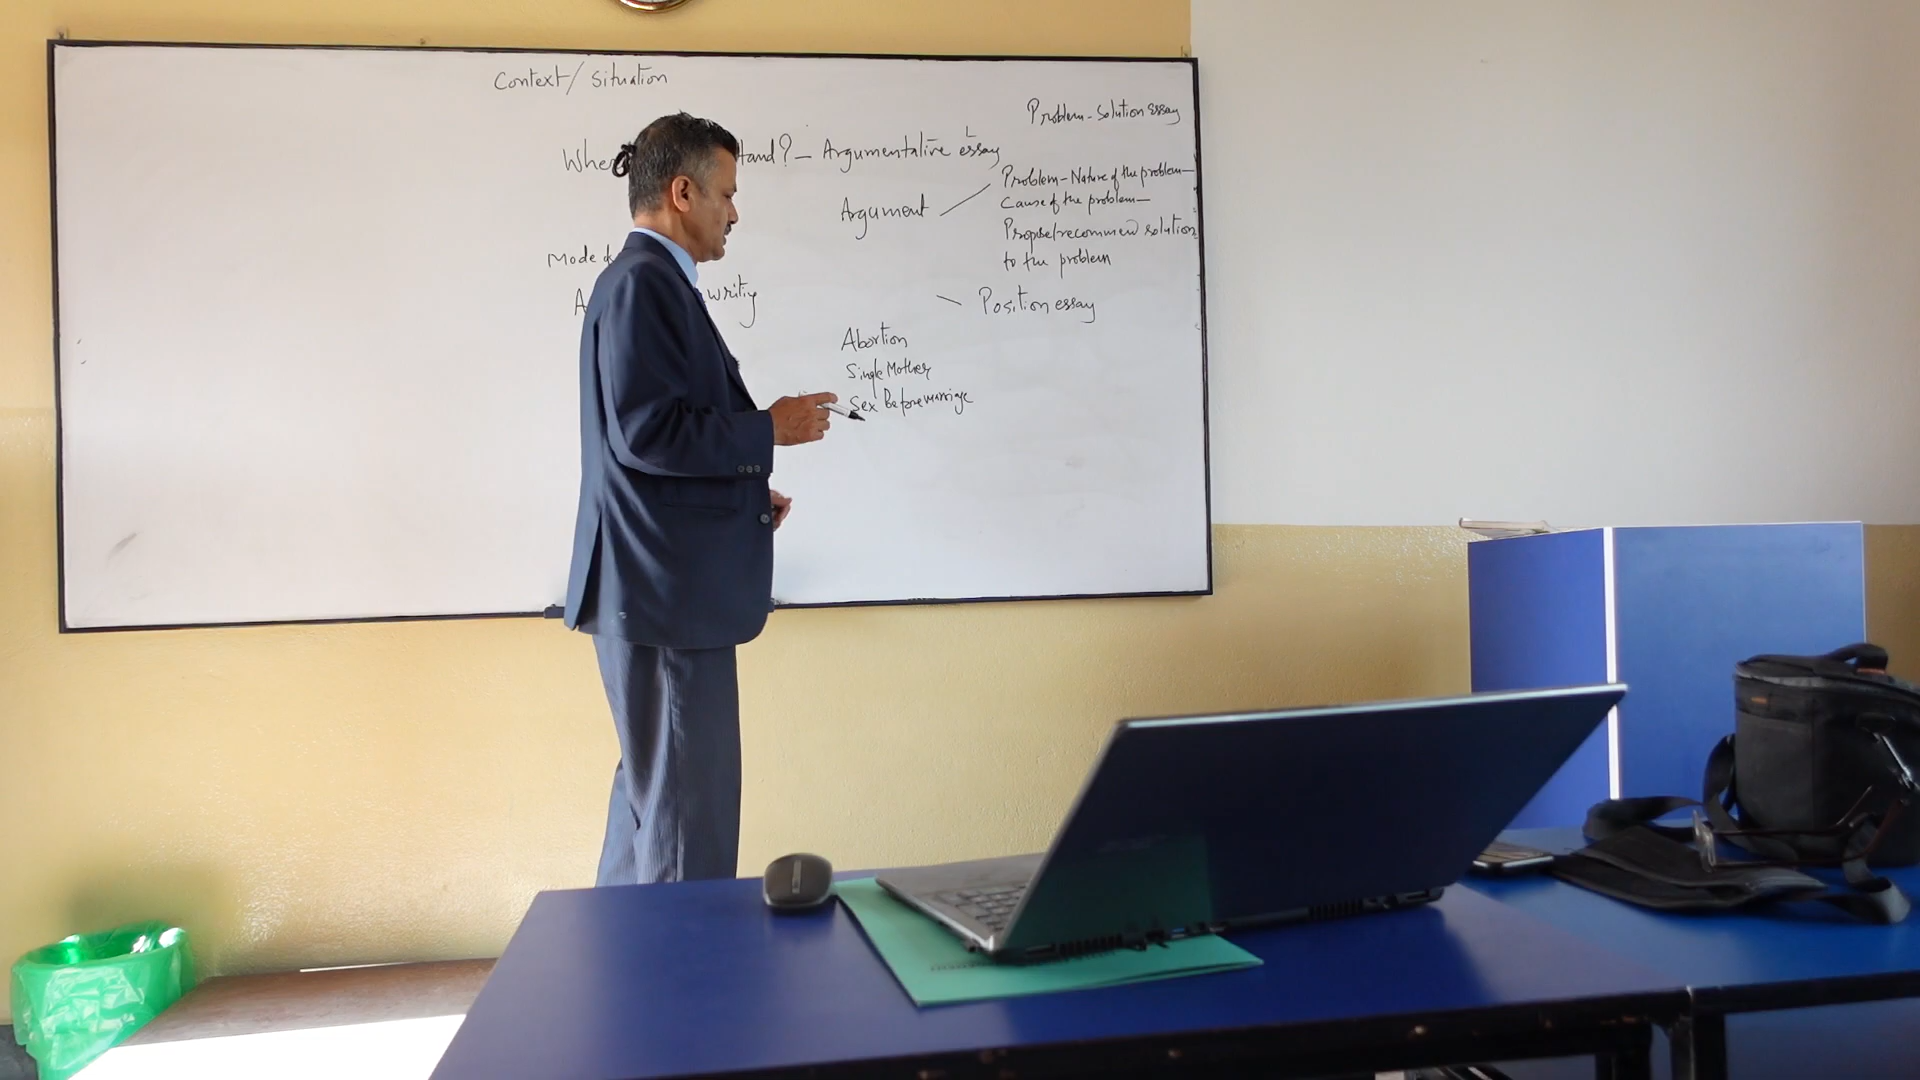 Context/ Situation
Problem-Solution essay
Argumentative essay
Argument
Problem-Nature of the problem-
Cause of the problem-
Propose/recommend solution
to the problem
Mode
writing
Position essay
Abortion
Single Mother
Sex before marriage